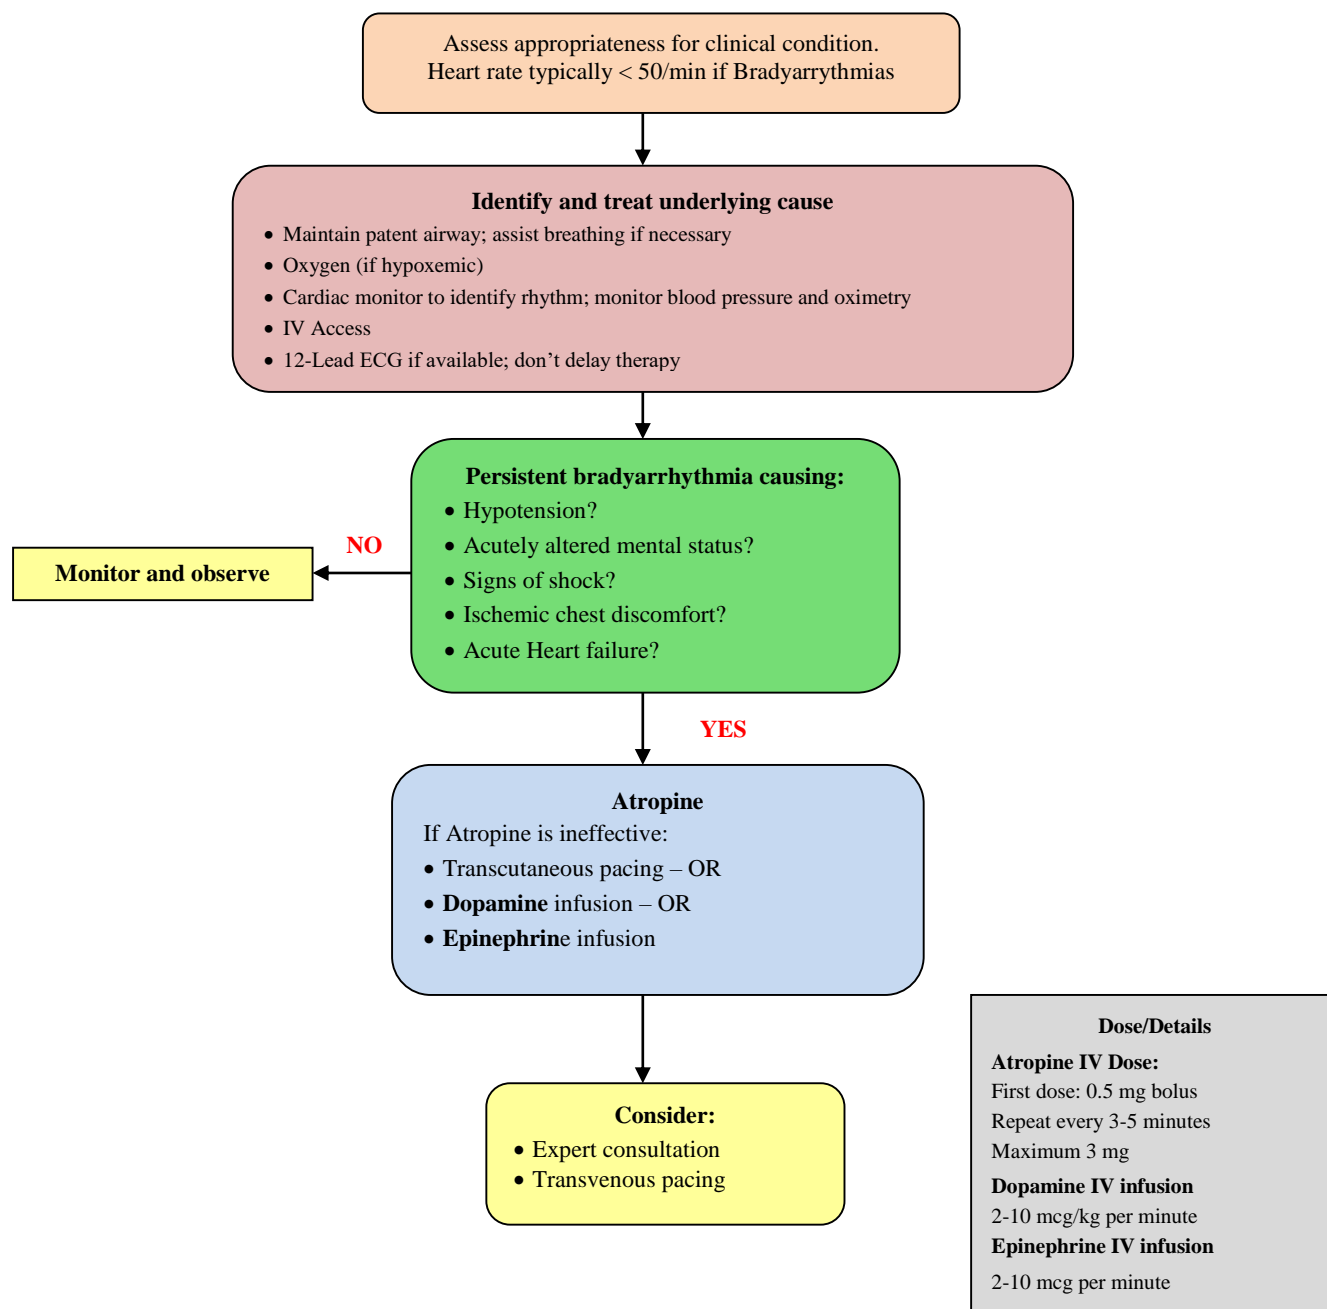 Assess appropriateness for clinical condition.
Heart rate typically < 50/min if Bradyarrythmias
Identify and treat underlying cause
• Maintain patent airway; assist breathing if necessary
• Oxygen (if hypoxemic)
• Cardiac monitor to identify rhythm; monitor blood pressure and oximetry
• IV Access
• 12-Lead ECG if available; don’t delay therapy
Persistent bradyarrhythmia causing:
• Hypotension?
• Acutely altered mental status?
• Signs of shock?
• Ischemic chest discomfort?
• Acute Heart failure?
NO
Monitor and observe
YES
Atropine
If Atropine is ineffective:
• Transcutaneous pacing – OR
• Dopamine infusion – OR
• Epinephrine infusion
Consider:
• Expert consultation
• Transvenous pacing
Dose/Details
Atropine IV Dose:
First dose: 0.5 mg bolus
Repeat every 3-5 minutes
Maximum 3 mg
Dopamine IV infusion
2-10 mcg/kg per minute
Epinephrine IV infusion
2-10 mcg per minute